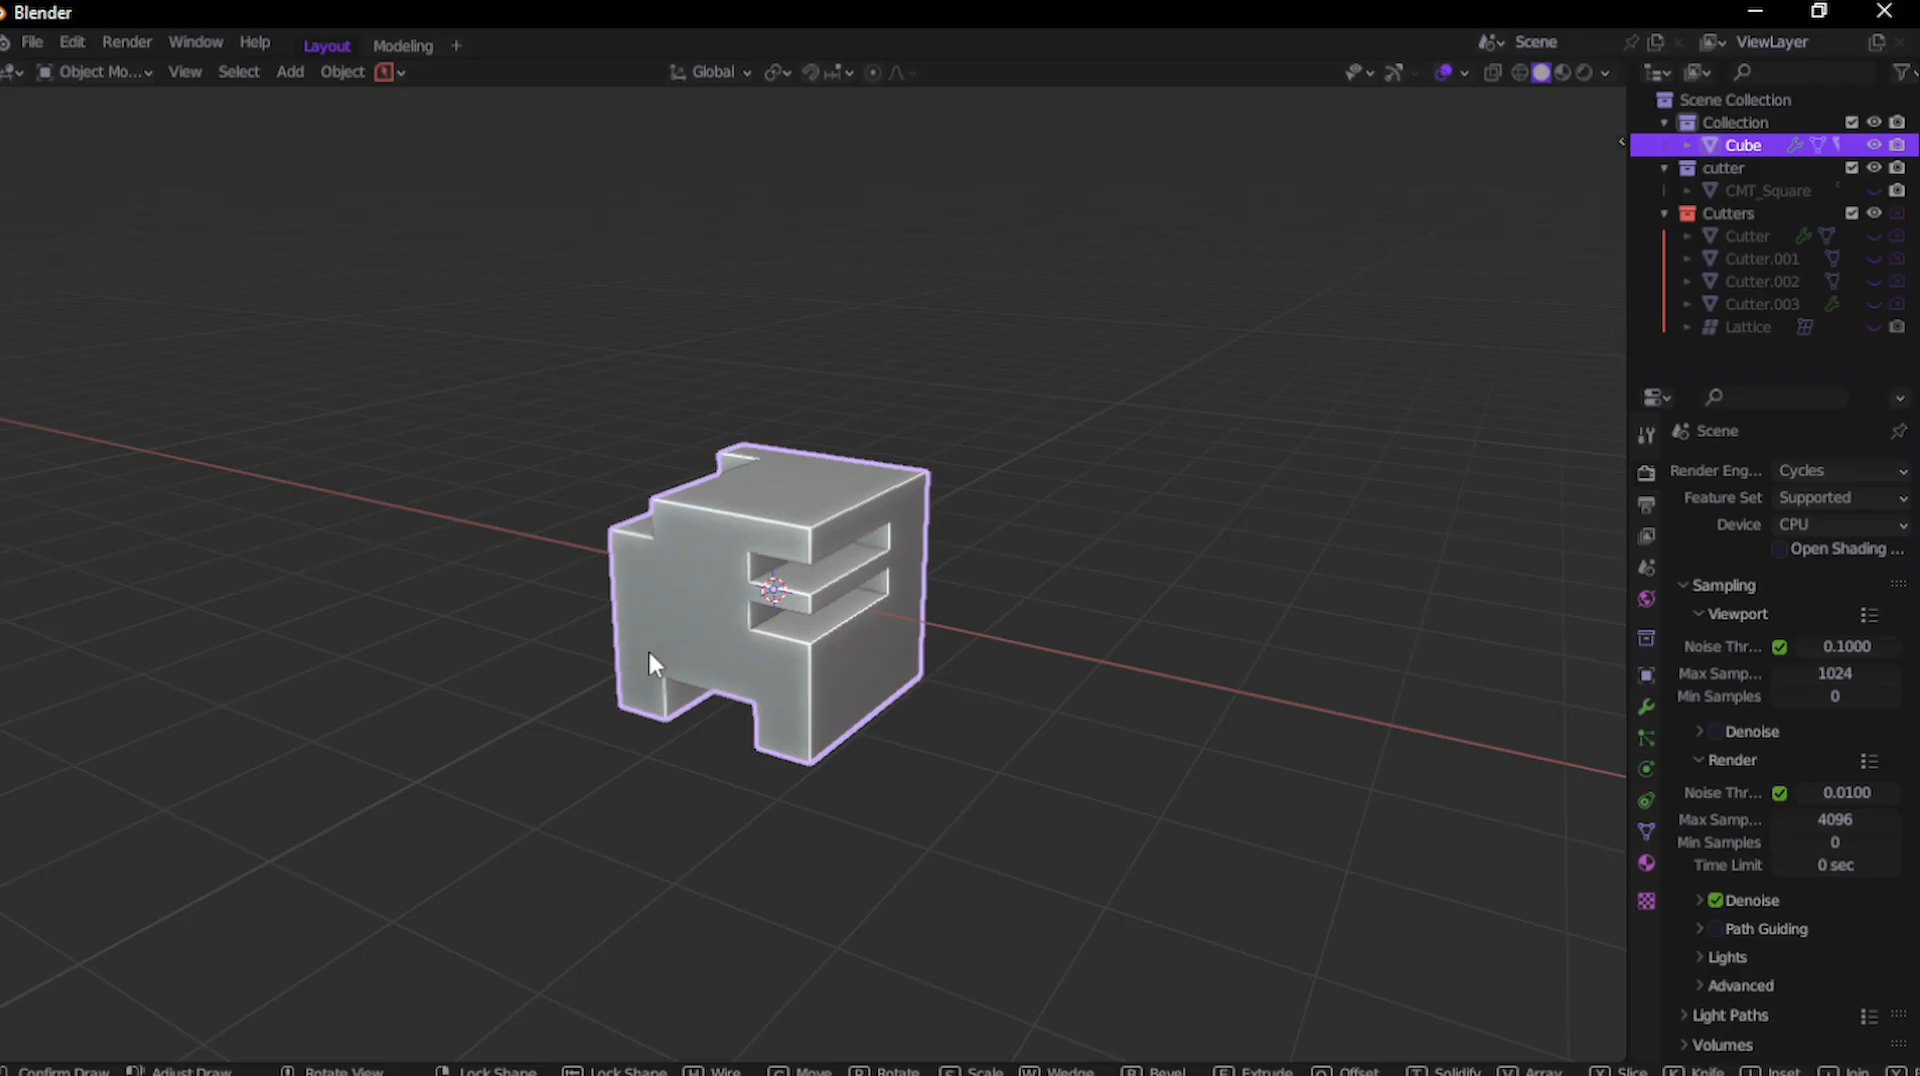 Blender
File Edit Render Window Help Layout Modeling + Scene ViewLayer
Object Mo... View Select Add Object Global
Scene Collection
Collection
Cube
cutter
CMT_Square
Cutters
Cutter
Cutter.001
Cutter.002
Cutter.003
Lattice
Scene
Render Eng... Cycles
Feature Set Supported
Device CPU
Open Shading ...
Sampling
Viewport
Noise Thr... 0.1000
Max Samp... 1024
Min Samples 0
Denoise
Render
Noise Thr... 0.0100
Max Samp... 4096
Min Samples 0
Time Limit 0 sec
Denoise
Path Guiding
Lights
Advanced
Light Paths
Volumes
Confirm Draw Adjust Draw Rotate View Lock Shape Lock Shape H Wire G Move R Rotate S Scale W Wedge B Bevel E Extrude O Offset T Solidify V Array X Slice K Knife I Inset J Join Y